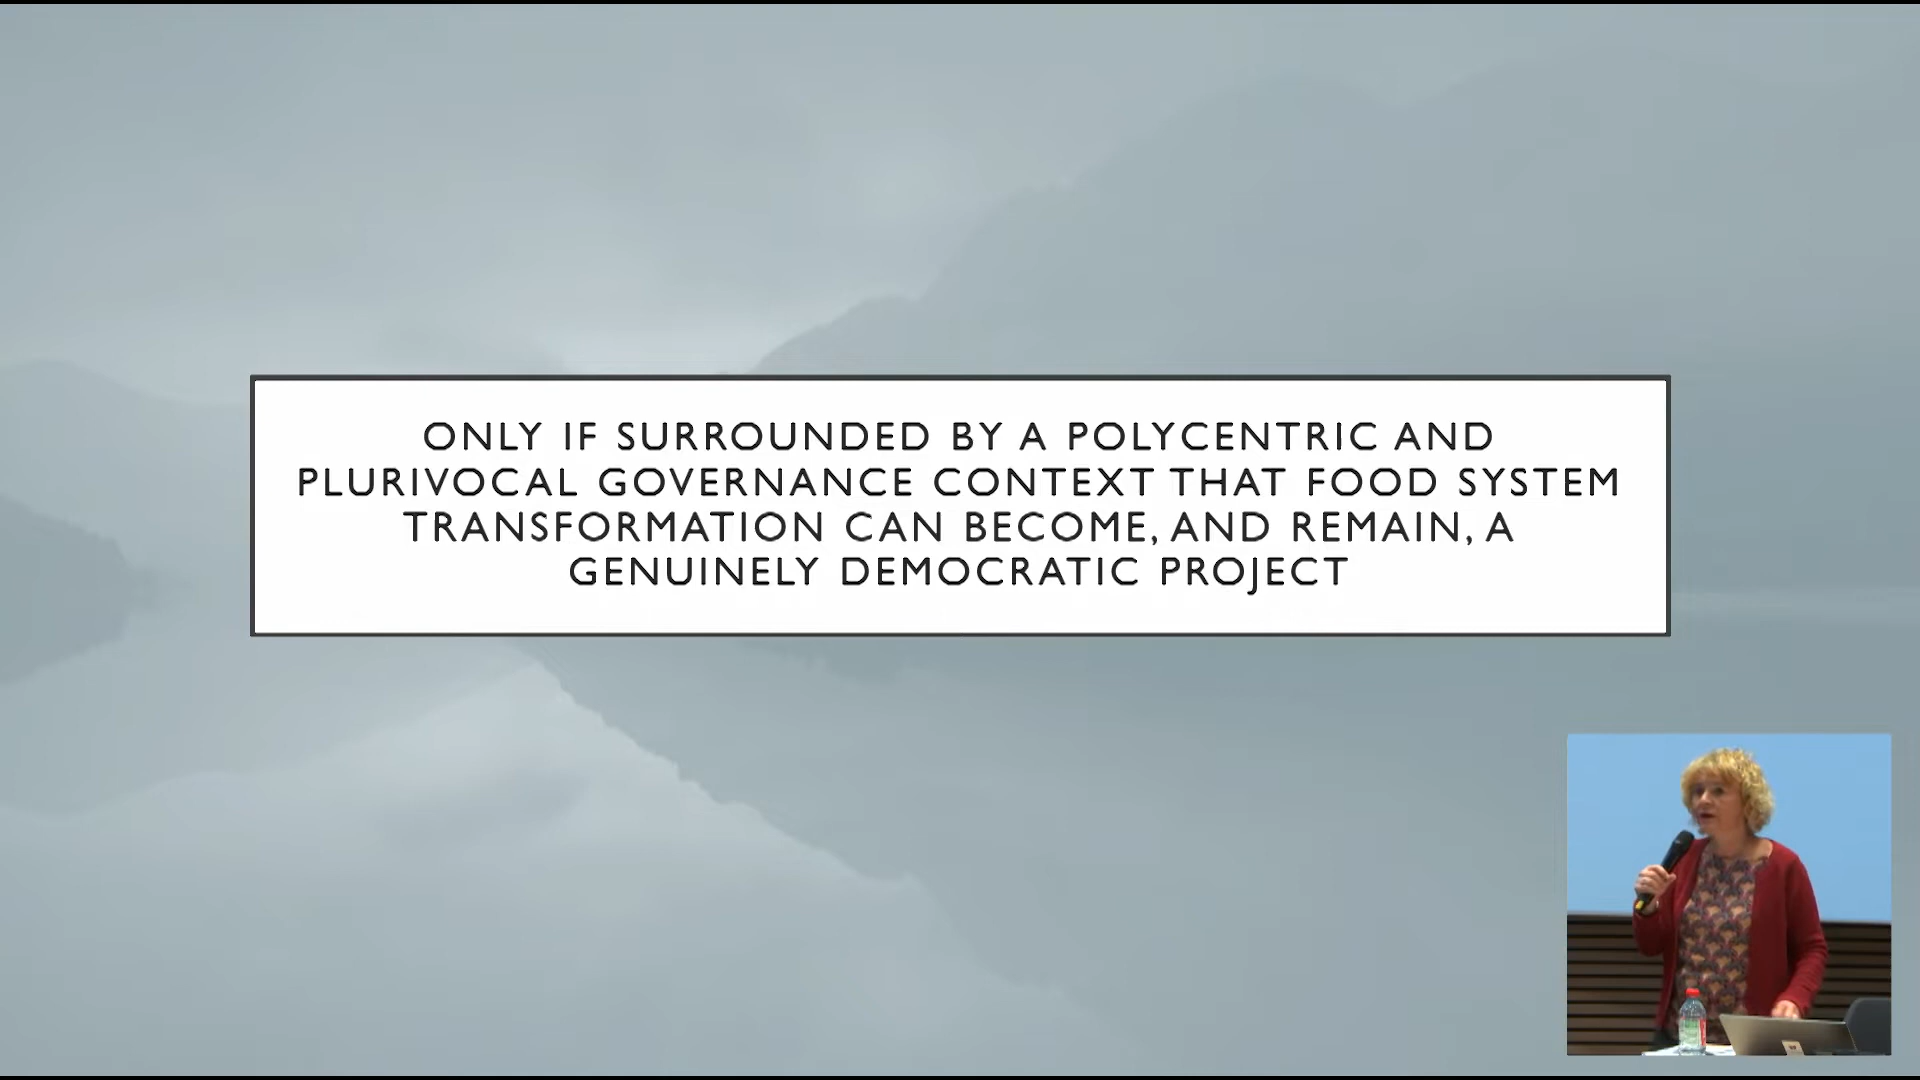 ONLY IF SURROUNDED BY A POLYCENTRIC AND
PLURIVOCAL GOVERNANCE CONTEXT THAT FOOD SYSTEM
TRANSFORMATION CAN BECOME, AND REMAIN, A
GENUINELY DEMOCRATIC PROJECT